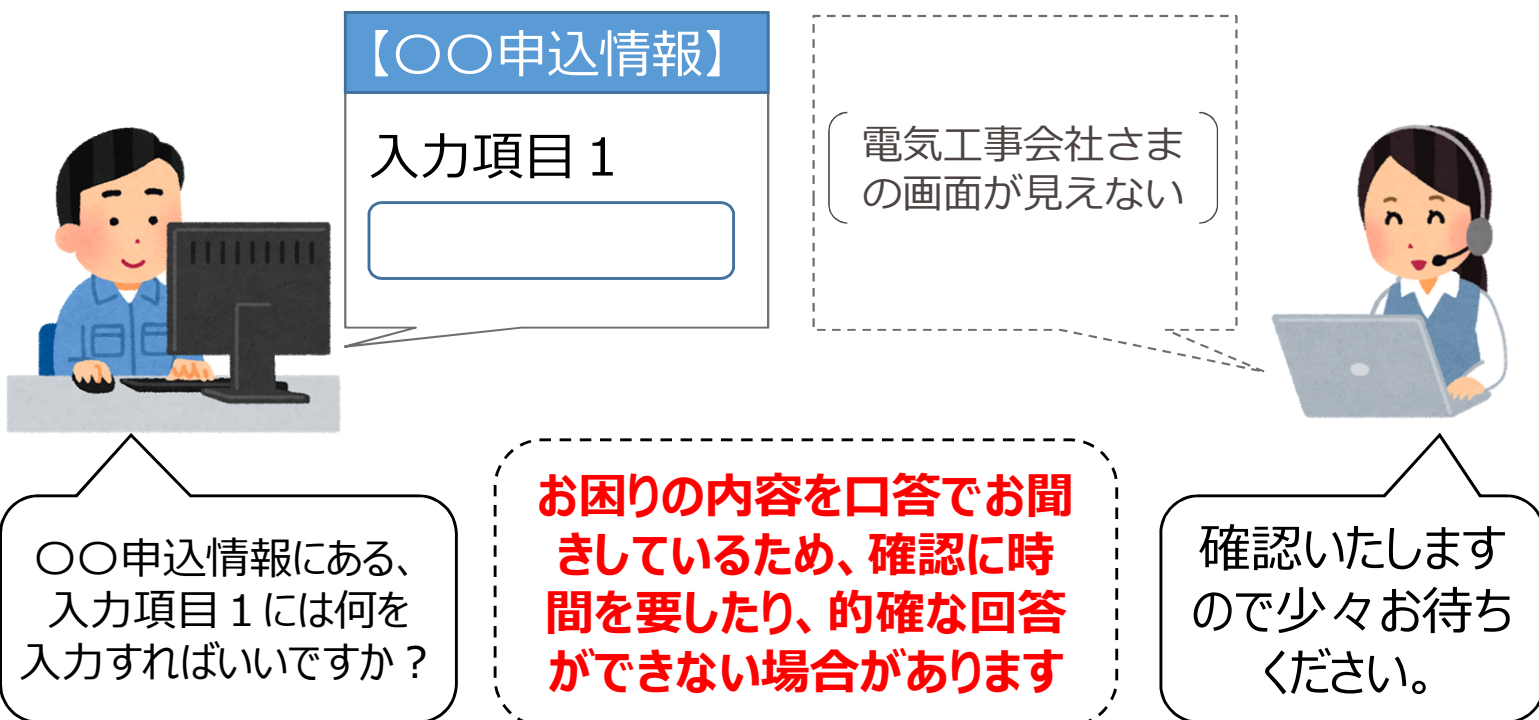 【〇〇申込情報】
入力項目１
電気工事会社さま
の画面が見えない
〇〇申込情報にある、
入力項目１には何を
入力すればいいですか？
お困りの内容を口答でお聞
きしているため、確認に時
間を要したり、的確な回答
ができない場合があります
確認いたします
ので少々お待ち
ください。